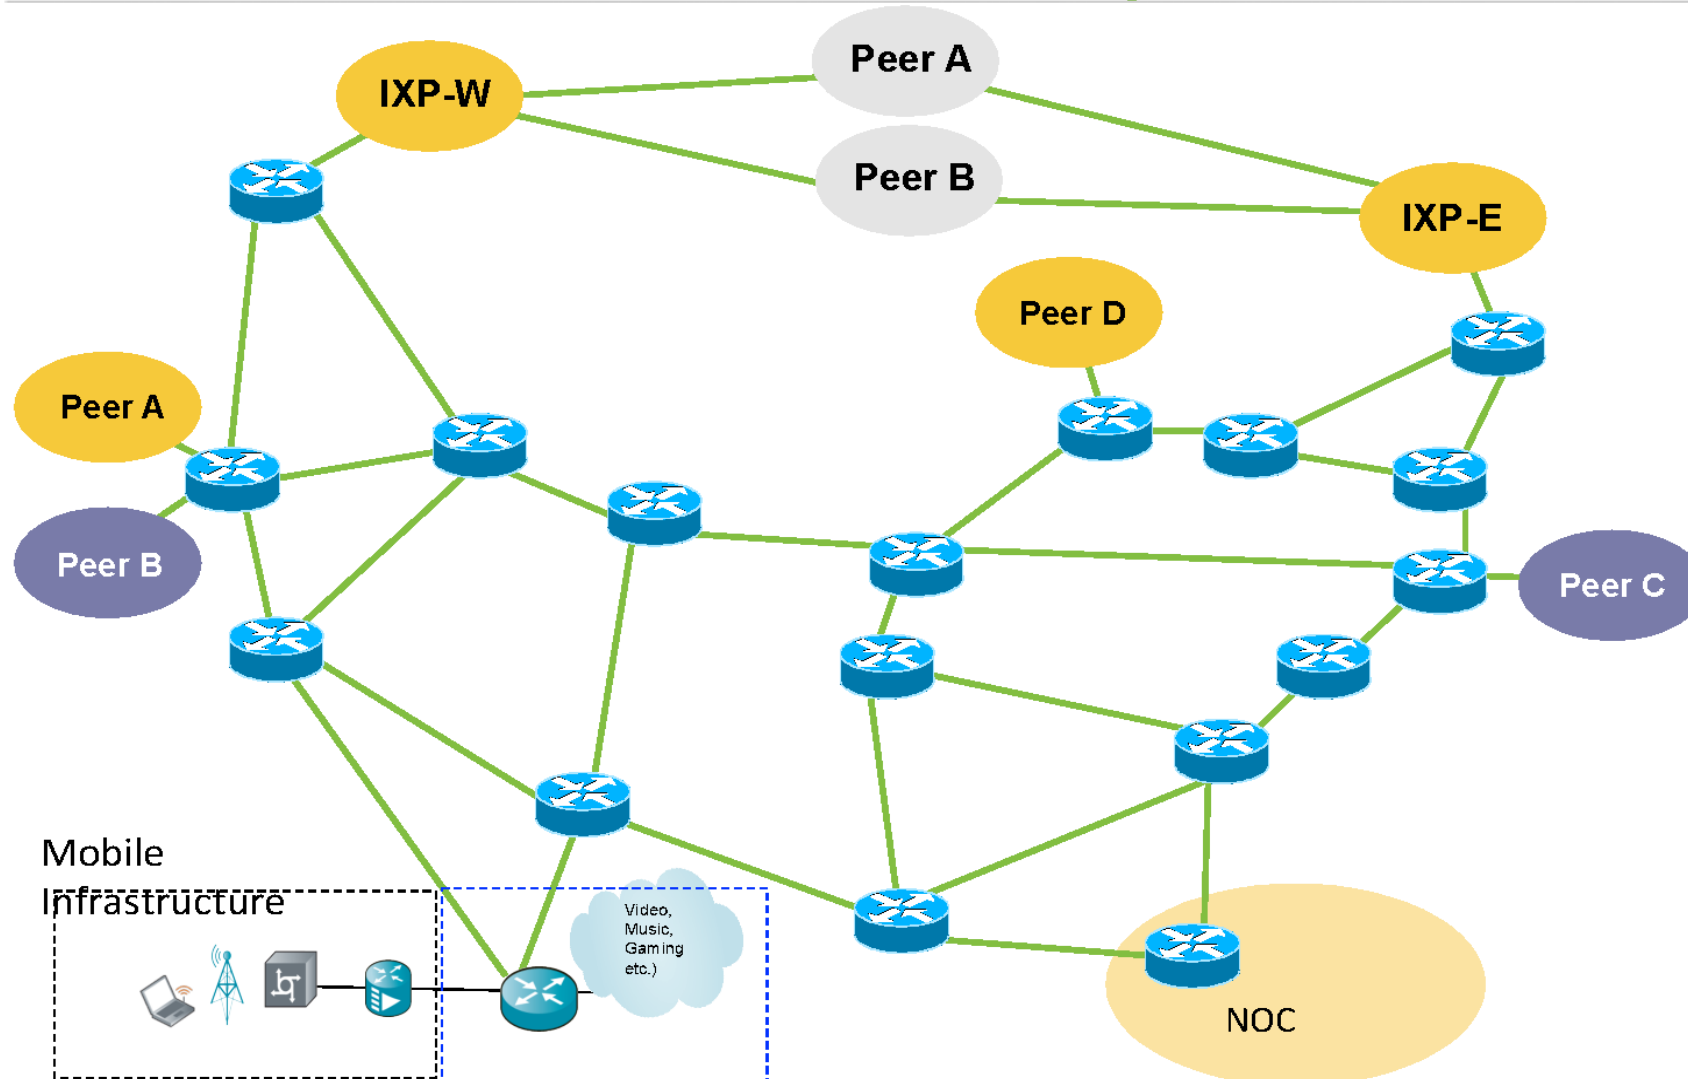 Peer A
IXP-W
Peer B
IXP-E
Peer D
Peer A
Peer B
Peer C
Mobile
Infrastructure
Video,
Music,
Gaming
etc.)
NOC